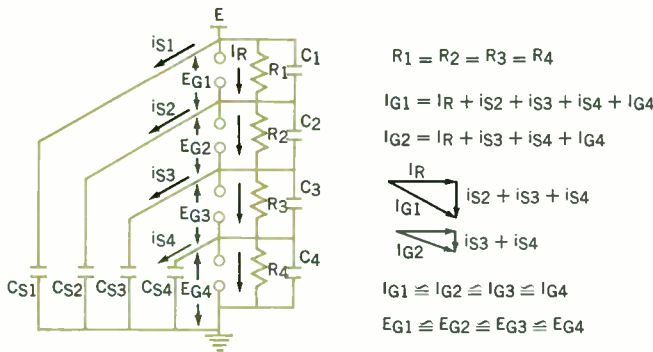 E
iS1
IR
R1
C1
EG1
iS2
R2
C2
EG2
iS3
R3
C3
EG3
iS4
R4
C4
EG4
CS1
CS2
CS3
CS4
R1 = R2 = R3 = R4
IG1 = IR + iS2 + iS3 + iS4 + IG4
IG2 = IR + iS3 + iS4 + IG4
IR
IG1
iS2 + iS3 + iS4
IG2
iS3 + iS4
IG1 ≦ IG2 ≦ IG3 ≦ IG4
EG1 ≦ EG2 ≦ EG3 ≦ EG4